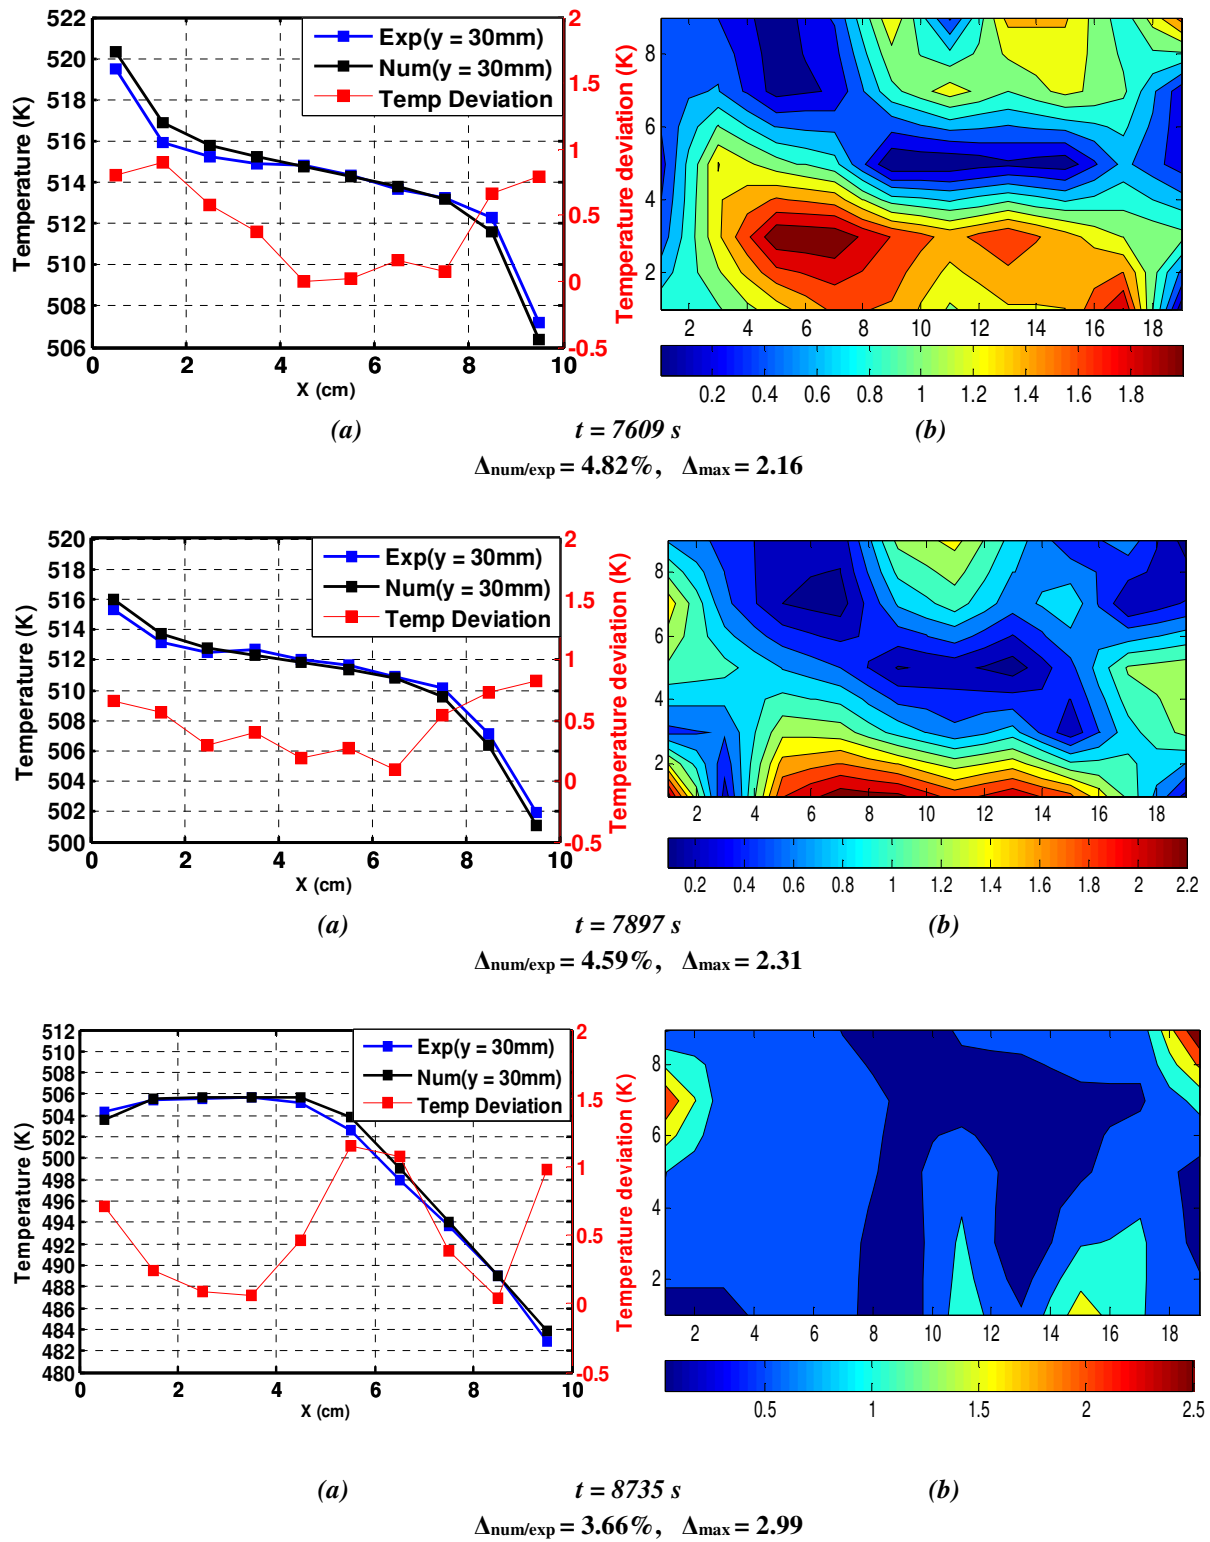 522
520
518
516
514
512
510
508
506
Temperature (K)
0 2 4 6 8 10
X (cm)
2
1.5
1
0.5
0
-0.5
Temperature deviation (K)
Exp(y = 30mm)
Num(y = 30mm)
Temp Deviation
8
6
4
2
2 4 6 8 10 12 14 16 18
0.2 0.4 0.6 0.8 1 1.2 1.4 1.6 1.8
(a) t = 7609 s (b)
Δnum/exp = 4.82%, Δmax = 2.16
520
518
516
514
512
510
508
506
504
502
500
Temperature (K)
0 2 4 6 8 10
X (cm)
2
1.5
1
0.5
0
-0.5
Temperature deviation (K)
Exp(y = 30mm)
Num(y = 30mm)
Temp Deviation
8
6
4
2
2 4 6 8 10 12 14 16 18
0.2 0.4 0.6 0.8 1 1.2 1.4 1.6 1.8 2 2.2
(a) t = 7897 s (b)
Δnum/exp = 4.59%, Δmax = 2.31
512
510
508
506
504
502
500
498
496
494
492
490
488
486
484
482
480
Temperature (K)
0 2 4 6 8 10
X (cm)
2
1.5
1
0.5
0
-0.5
Temperature deviation (K)
Exp(y = 30mm)
Num(y = 30mm)
Temp Deviation
8
6
4
2
2 4 6 8 10 12 14 16 18
0.5 1 1.5 2 2.5
(a) t = 8735 s (b)
Δnum/exp = 3.66%, Δmax = 2.99